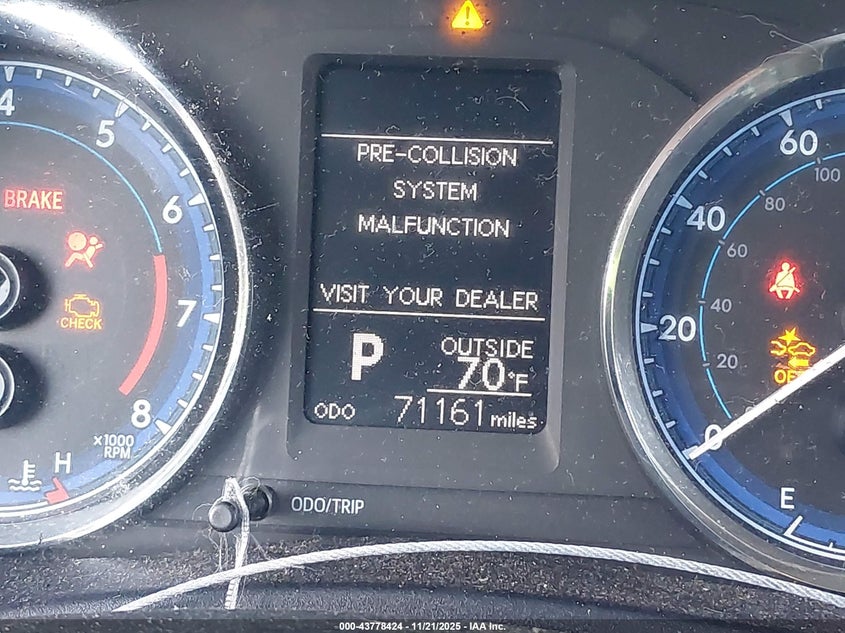 PRE-COLLISION
SYSTEM
MALFUNCTION
VISIT YOUR DEALER
P
OUTSIDE
70°F
ODO 71161 miles
4
5
6
7
8
x1000
RPM
BRAKE
CHECK
H
ODO/TRIP
60
40
20
0
100
80
60
40
20
OFF
E
000-43778424 - 11/21/2025 - IAA Inc.